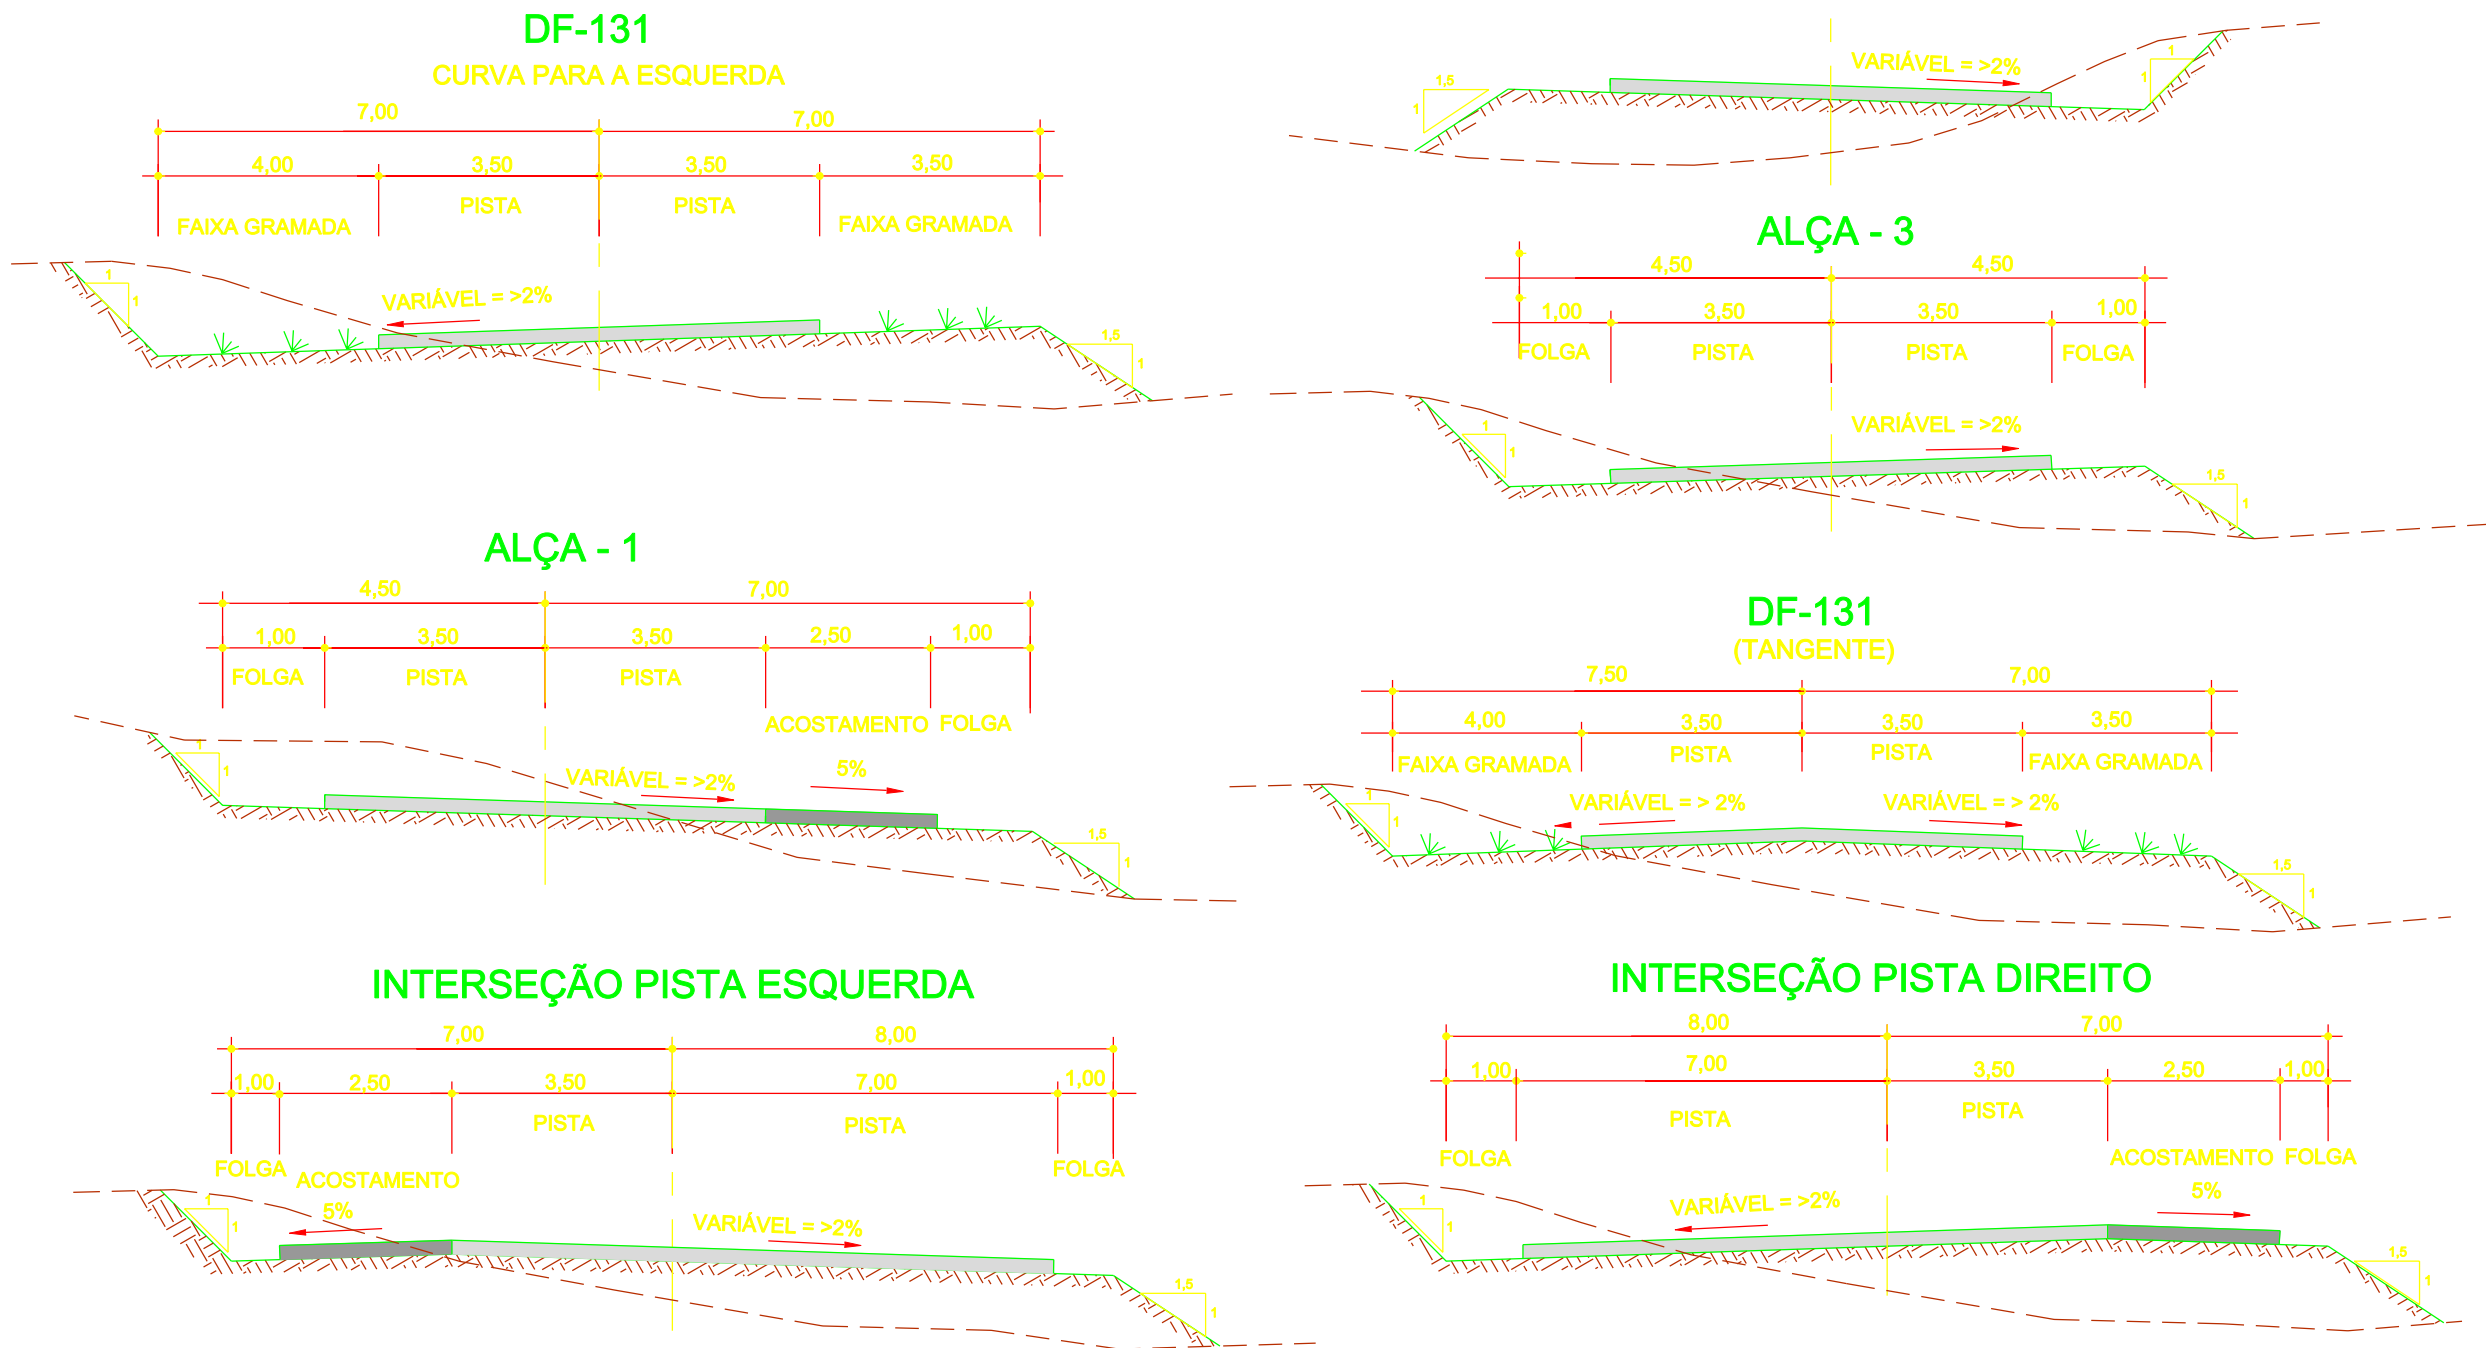 DF-131
CURVA PARA A ESQUERDA
7,00 7,00
4,00 3,50 3,50 3,50
FAIXA GRAMADA PISTA PISTA FAIXA GRAMADA
1
1
VARIÁVEL = >2%
1,5
1
VARIÁVEL = >2%
1,5
1
1
1
ALÇA - 3
4,50 4,50
1,00 3,50 3,50 1,00
FOLGA PISTA PISTA FOLGA
VARIÁVEL = >2%
1
1
1,5
1
ALÇA - 1
4,50 7,00
1,00 3,50 3,50 2,50 1,00
FOLGA PISTA PISTA
ACOSTAMENTO FOLGA
1
1
VARIÁVEL = >2%
5%
1,5
1
DF-131
(TANGENTE)
7,50 7,00
4,00 3,50 3,50 3,50
FAIXA GRAMADA PISTA PISTA FAIXA GRAMADA
VARIÁVEL = > 2% VARIÁVEL = > 2%
1
1
1,5
1
INTERSEÇÃO PISTA ESQUERDA
7,00 8,00
1,00 2,50 3,50 7,00 1,00
PISTA PISTA
FOLGA ACOSTAMENTO FOLGA
1
1
5%
VARIÁVEL = >2%
1,5
1
INTERSEÇÃO PISTA DIREITO
8,00 7,00
1,00 7,00 3,50 2,50 1,00
PISTA PISTA
FOLGA ACOSTAMENTO FOLGA
1
1
VARIÁVEL = >2%
5%
1,5
1